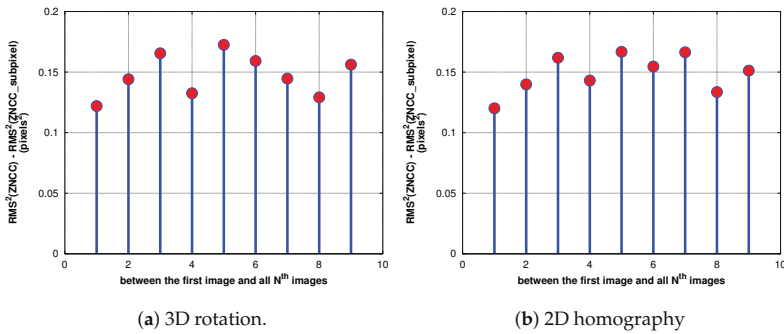 0.2
0.15
0.1
0.05
0
RMS²(ZNCC) - RMS²(ZNCC_subpixel)
(pixels²)
0 2 4 6 8 10
between the first image and all Nᵗʰ images
(a) 3D rotation.
0.2
0.15
0.1
0.05
0
RMS²(ZNCC) - RMS²(ZNCC_subpixel)
(pixels²)
0 2 4 6 8 10
between the first image and all Nᵗʰ images
(b) 2D homography